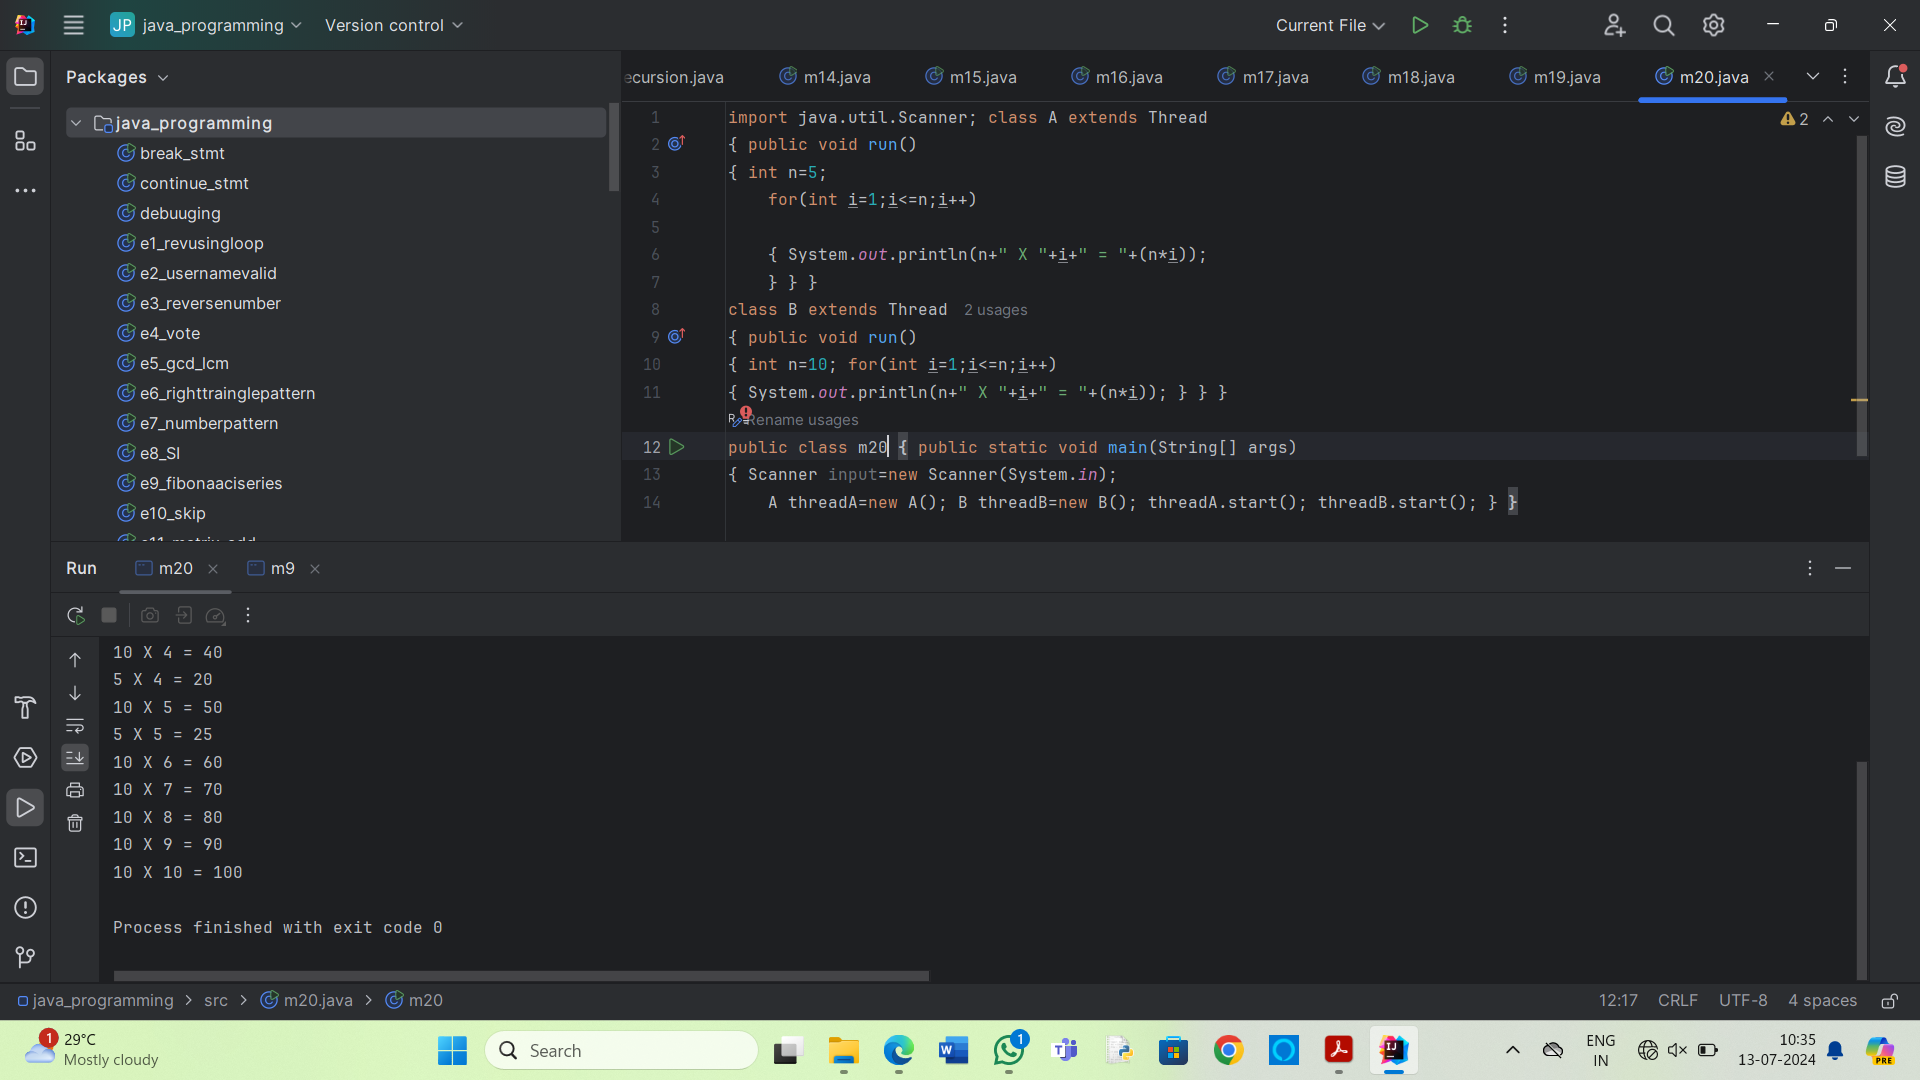 JP java_programming Version control Current File
Packages
ecursion.java m14.java m15.java m16.java m17.java m18.java m19.java m20.java
java_programming
break_stmt
continue_stmt
debuuging
e1_revusingloop
e2_usernamevalid
e3_reversenumber
e4_vote
e5_gcd_lcm
e6_righttrainglepattern
e7_numberpattern
e8_SI
e9_fibonaaciseries
e10_skip
e11_matrix_add
1 import java.util.Scanner; class A extends Thread 2
2 { public void run()
3 { int n=5;
4 for(int i=1;i<=n;i++)
5
6 { System.out.println(n+" X "+i+" = "+(n*i));
7 } } }
8 class B extends Thread 2 usages
9 { public void run()
10 { int n=10; for(int i=1;i<=n;i++)
11 { System.out.println(n+" X "+i+" = "+(n*i)); } } }
Rename usages
12 public class m20 { public static void main(String[] args)
13 { Scanner input=new Scanner(System.in);
14 A threadA=new A(); B threadB=new B(); threadA.start(); threadB.start(); } }
Run m20 m9
10 X 4 = 40
5 X 4 = 20
10 X 5 = 50
5 X 5 = 25
10 X 6 = 60
10 X 7 = 70
10 X 8 = 80
10 X 9 = 90
10 X 10 = 100
Process finished with exit code 0
java_programming > src > m20.java > m20 12:17 CRLF UTF-8 4 spaces
1 29°C
Mostly cloudy
Search
1
ENG
IN
10:35
13-07-2024
PRE